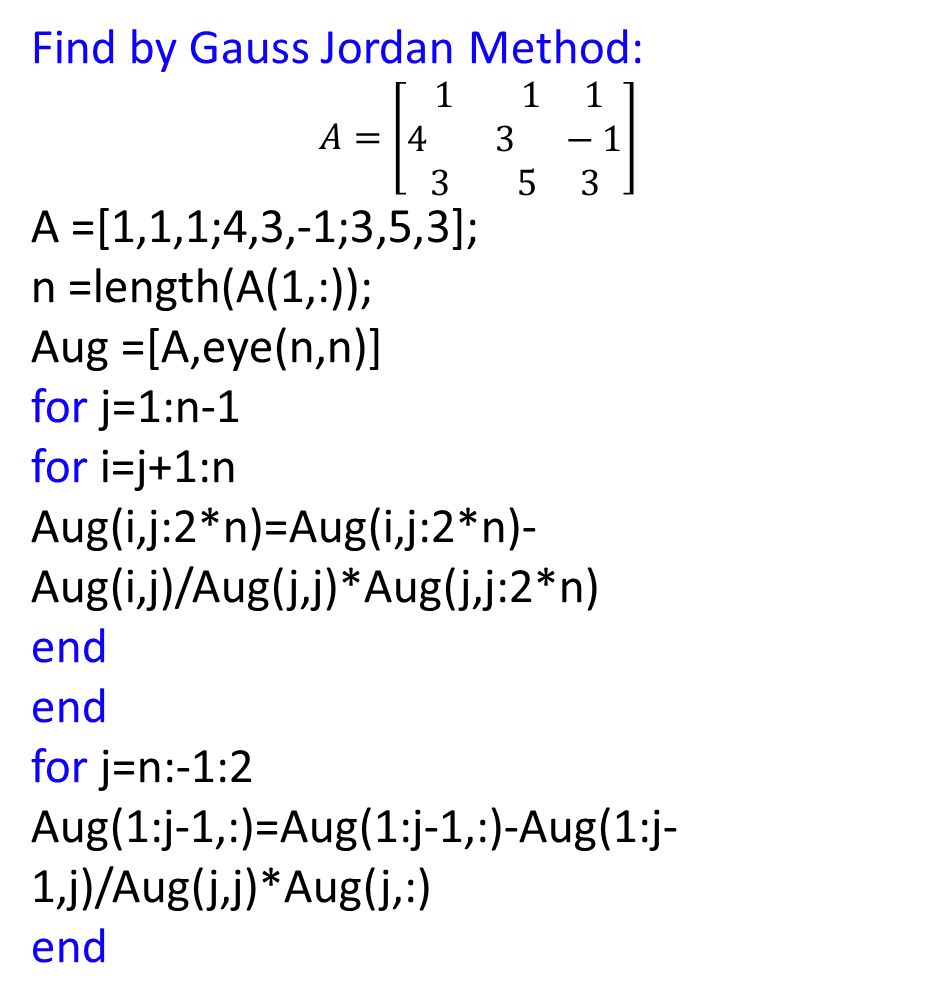 Find by Gauss Jordan Method:
1 1 1
A = 4 3 − 1
3 5 3
A =[1,1,1;4,3,-1;3,5,3];
n =length(A(1,:));
Aug =[A,eye(n,n)]
for j=1:n-1
for i=j+1:n
Aug(i,j:2*n)=Aug(i,j:2*n)-
Aug(i,j)/Aug(j,j)*Aug(j,j:2*n)
end
end
for j=n:-1:2
Aug(1:j-1,:)=Aug(1:j-1,:)-Aug(1:j-
1,j)/Aug(j,j)*Aug(j,:)
end